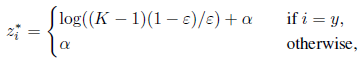 z_i^* = { log((K − 1)(1 − ε)/ε) + α   if i = y,
α   otherwise,